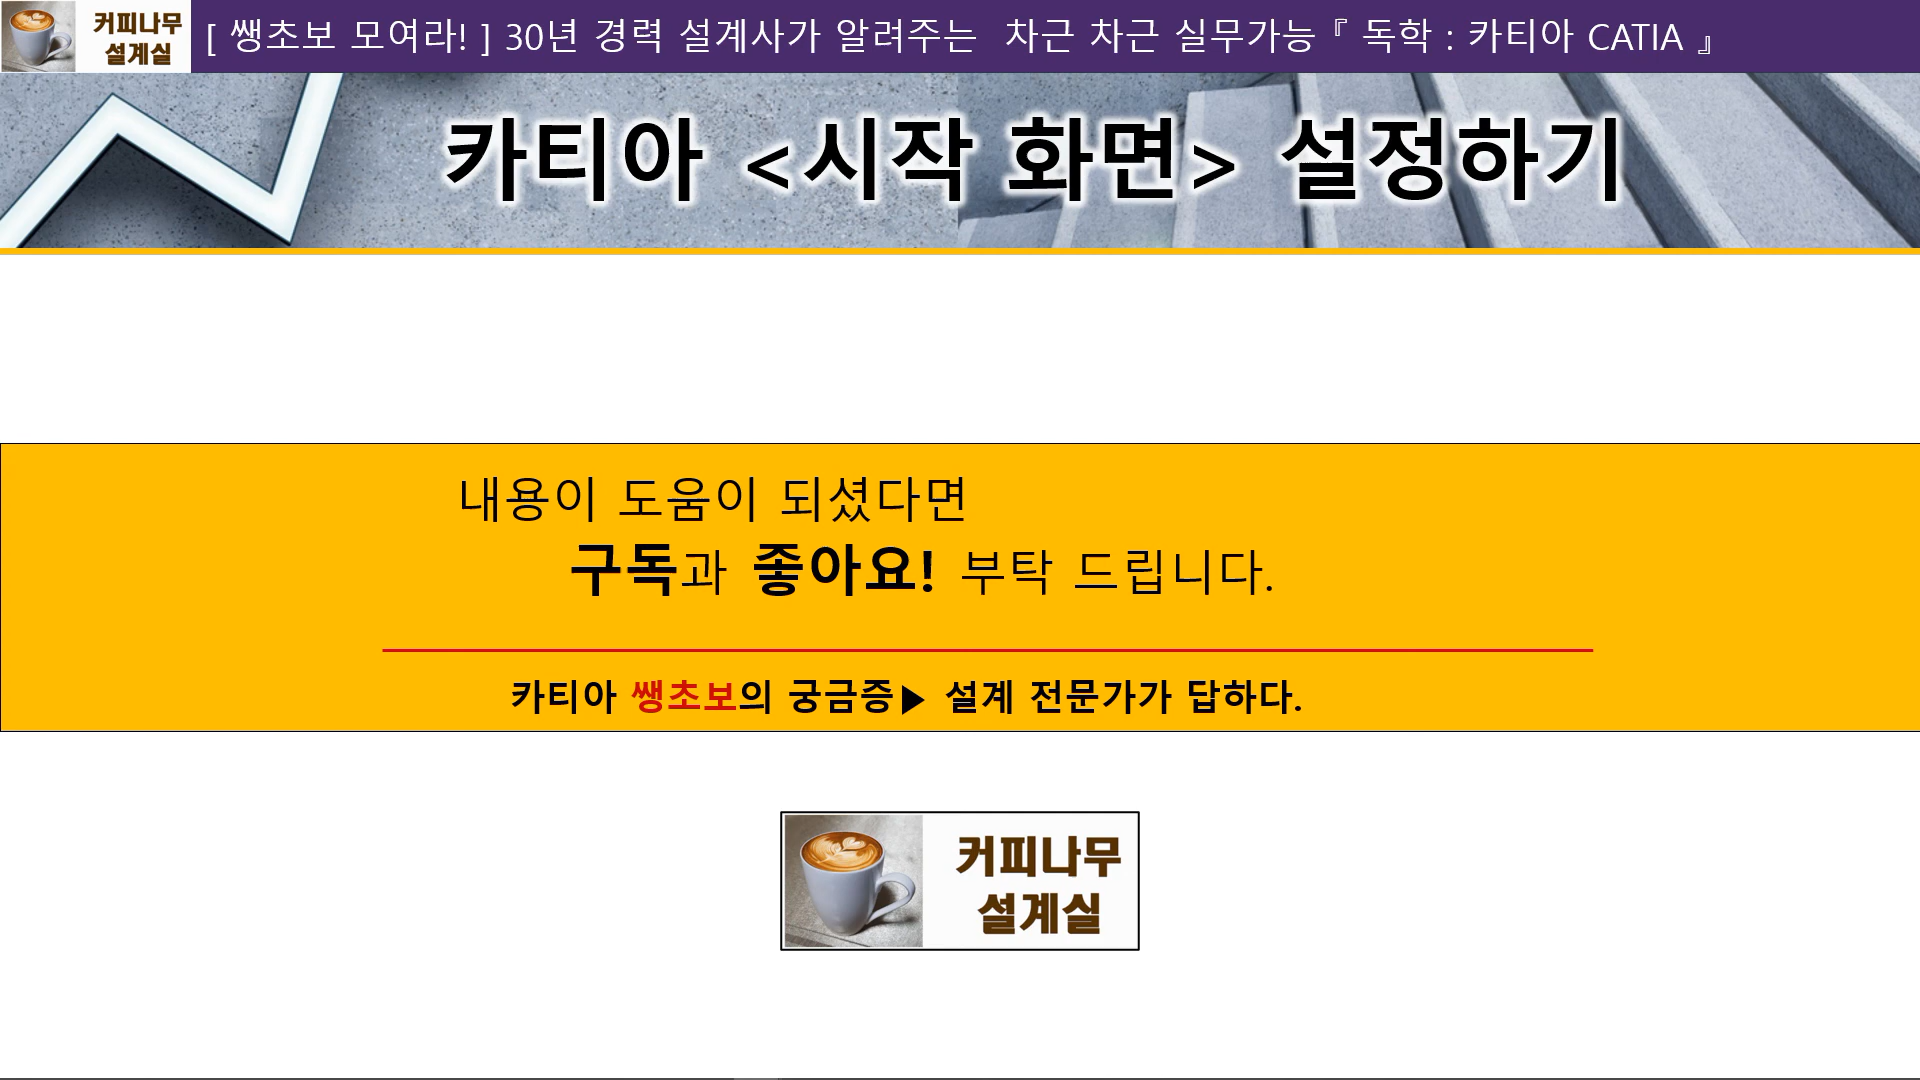 커피나무
설계실
[ 쌩초보 모여라! ] 30년 경력 설계사가 알려주는 차근 차근 실무가능『 독학 : 카티아 CATIA 』
카티아 <시작 화면> 설정하기
내용이 도움이 되셨다면
구독과 좋아요! 부탁 드립니다.
카티아 쌩초보의 궁금증▶ 설계 전문가가 답하다.
커피나무
설계실